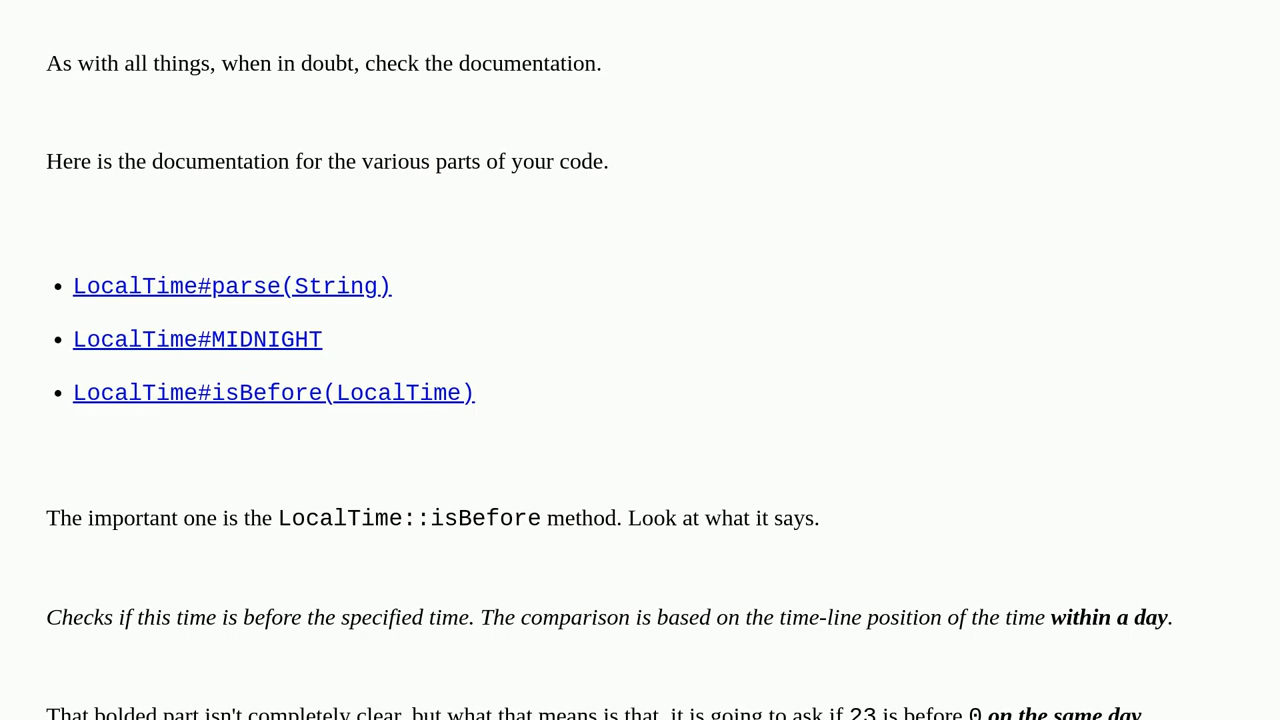 As with all things, when in doubt, check the documentation.
Here is the documentation for the various parts of your code.
• LocalTime#parse(String)
• LocalTime#MIDNIGHT
• LocalTime#isBefore(LocalTime)
The important one is the LocalTime::isBefore method. Look at what it says.
Checks if this time is before the specified time. The comparison is based on the time-line position of the time within a day.
That bolded part isn't completely clear, but what that means is that, it is going to ask if 23 is before 0 on the same day.